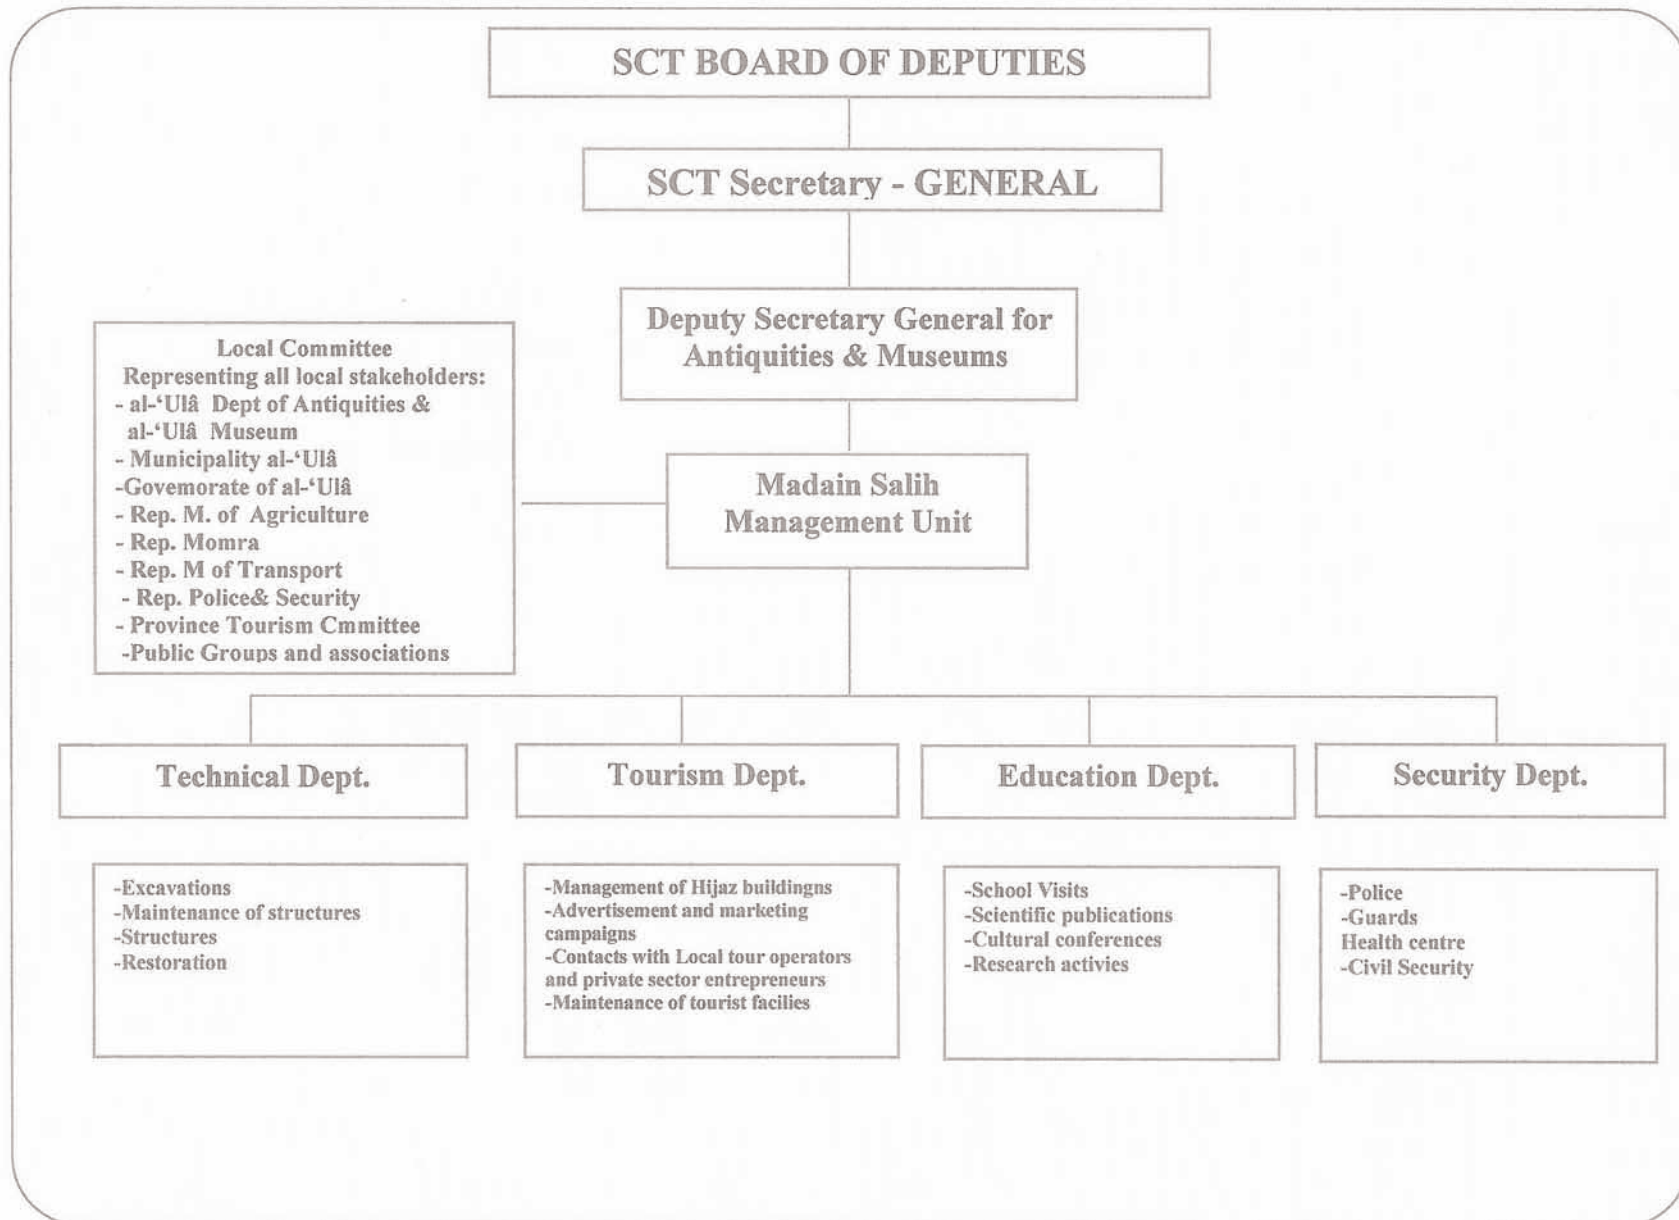 SCT BOARD OF DEPUTIES
SCT Secretary - GENERAL
Deputy Secretary General for
Antiquities & Museums
Local Committee
Representing all local stakeholders:
- al-‘Ulâ Dept of Antiquities &
al-‘Ulâ Museum
- Municipality al-‘Ulâ
-Govemorate of al-‘Ulâ
- Rep. M. of Agriculture
- Rep. Momra
- Rep. M of Transport
- Rep. Police& Security
- Province Tourism Cmmittee
-Public Groups and associations
Madain Salih
Management Unit
Technical Dept.
-Excavations
-Maintenance of structures
-Structures
-Restoration
Tourism Dept.
-Management of Hijaz buildingns
-Advertisement and marketing
campaigns
-Contacts with Local tour operators
and private sector entrepreneurs
-Maintenance of tourist facilies
Education Dept.
-School Visits
-Scientific publications
-Cultural conferences
-Research activies
Security Dept.
-Police
-Guards
Health centre
-Civil Security